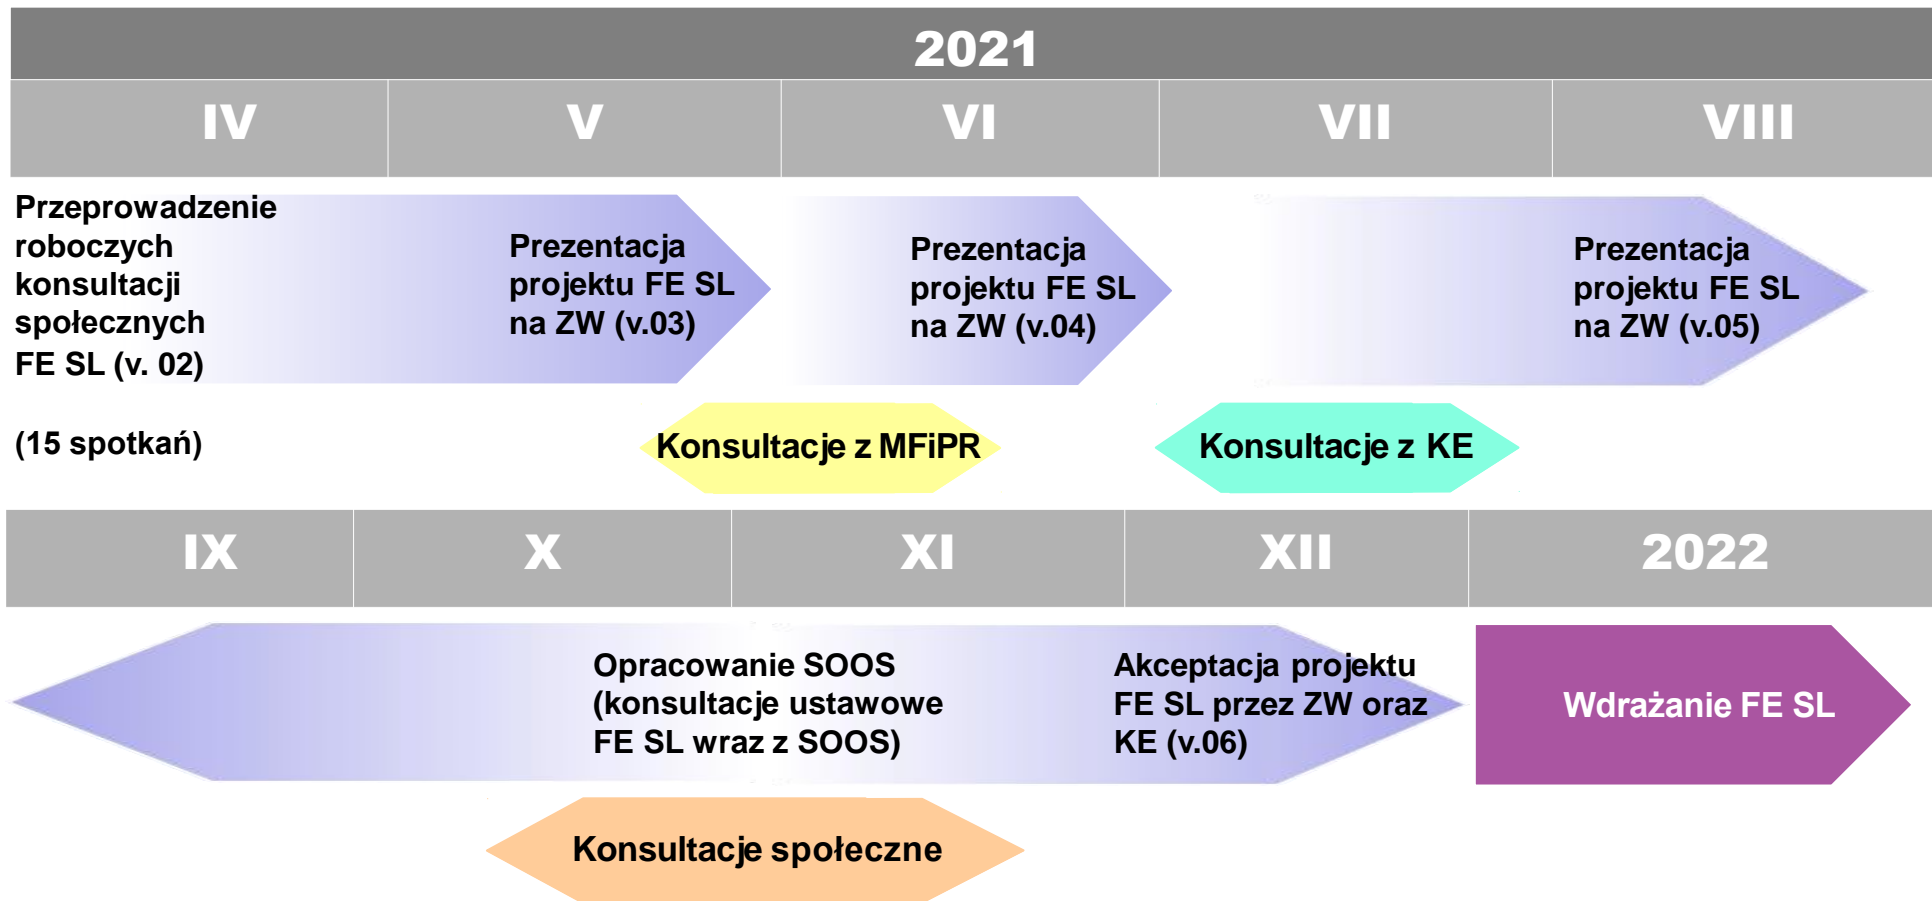 2021
IV V VI VII VIII
Przeprowadzenie
roboczych
konsultacji
społecznych
FE SL (v. 02)
(15 spotkań)
Prezentacja
projektu FE SL
na ZW (v.03)
Prezentacja
projektu FE SL
na ZW (v.04)
Prezentacja
projektu FE SL
na ZW (v.05)
Konsultacje z MFiPR
Konsultacje z KE
IX X XI XII 2022
Opracowanie SOOS
(konsultacje ustawowe
FE SL wraz z SOOS)
Akceptacja projektu
FE SL przez ZW oraz
KE (v.06)
Wdrażanie FE SL
Konsultacje społeczne